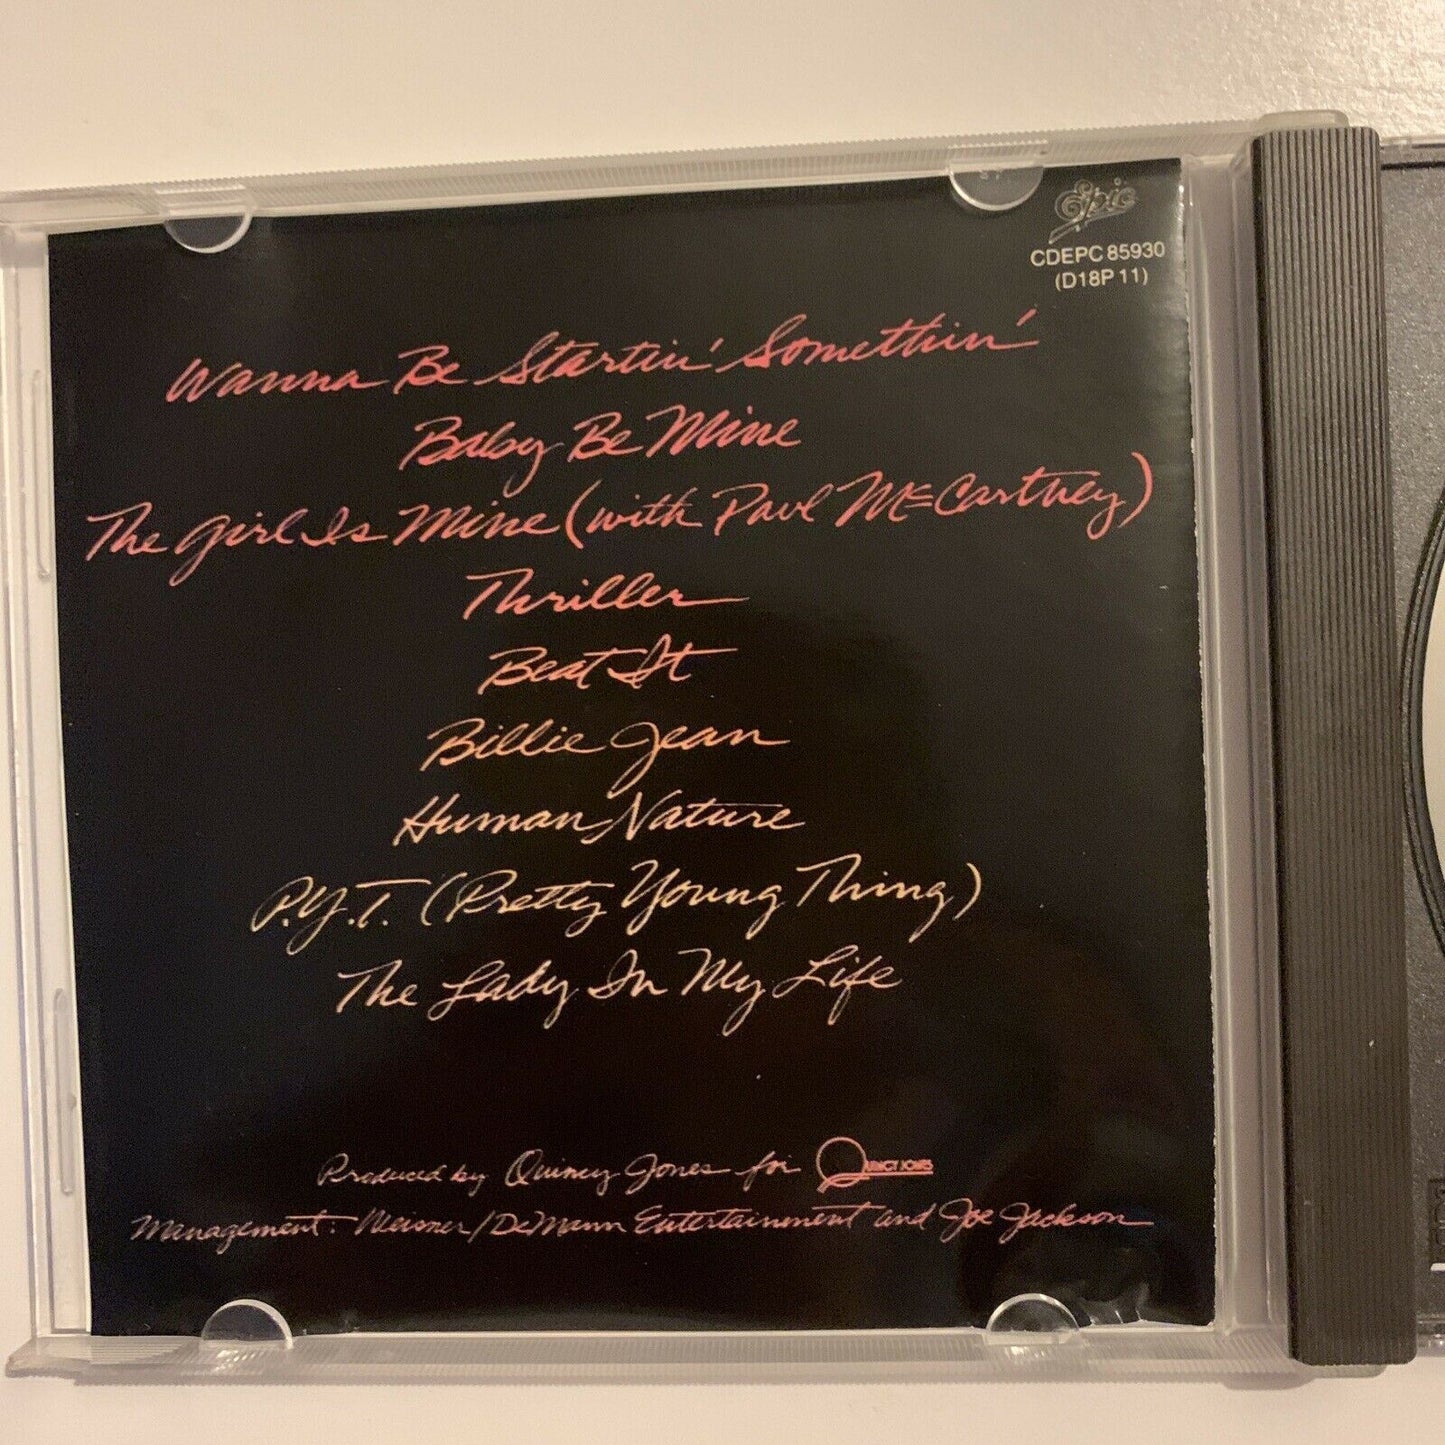 Epic
CDEPC 85930
(D18P 11)
Wanna Be Startin' Somethin'
Baby Be Mine
The Girl Is Mine (with Paul McCartney)
Thriller
Beat It
Billie Jean
Human Nature
P.Y.T. (Pretty Young Thing)
The Lady In My Life
Produced by Quincy Jones for QUINCY JONES
Management: Weisner/DeMann Entertainment and Joe Jackson